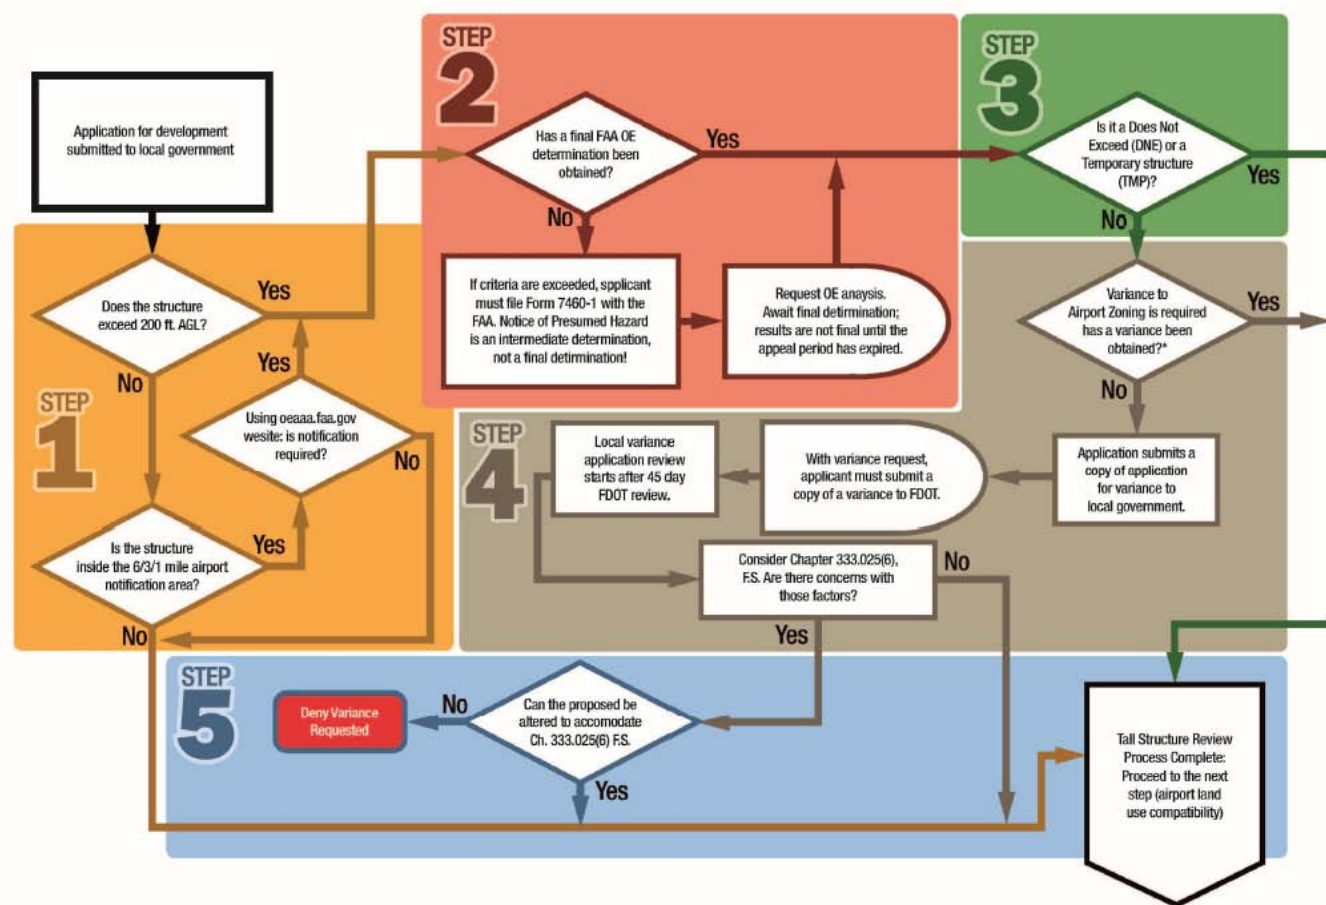 Application for development
submitted to local government
STEP
1
Does the structure
exceed 200 ft. AGL?
Yes
No
Using oeaaa.faa.gov
wesite: is notification
required?
Yes
No
Is the structure
inside the 6/3/1 mile airport
notification area?
Yes
No
STEP
2
Has a final FAA OE
determination been
obtained?
Yes
No
If criteria are exceeded, spplicant
must file Form 7460-1 with the
FAA. Notice of Presumed Hazard
is an intermediate determination,
not a final detirmination!
Request OE anaysis.
Await final detirmination;
results are not final until the
appeal period has expired.
STEP
3
Is it a Does Not
Exceed (DNE) or a
Temporary structure
(TMP)?
Yes
No
STEP
4
Variance to
Airport Zoning is required
has a variance been
obtained?*
Yes
No
Application submits a
copy of application
for variance to
local government.
With variance request,
applicant must submit a
copy of a variance to FDOT.
Local variance
application review
starts after 45 day
FDOT review.
Consider Chapter 333.025(6),
F.S. Are there concerns with
those factors?
No
Yes
STEP
5
Can the proposed be
altered to accomodate
Ch. 333.025(6) F.S.
No
Yes
Deny Variance
Requested
Tall Structure Review
Process Complete:
Proceed to the next
step (airport land
use compatibility)